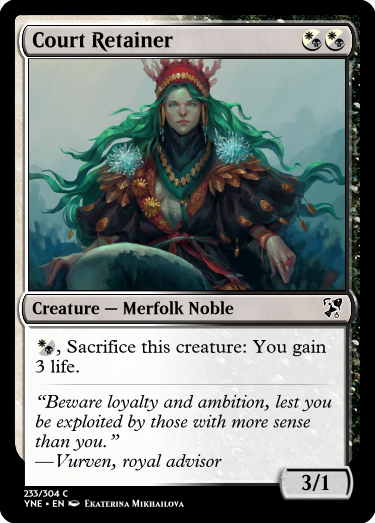 Court Retainer
Creature — Merfolk Noble
, Sacrifice this creature: You gain
3 life.
“Beware loyalty and ambition, lest you
be exploited by those with more sense
than you.”
—Vurven, royal advisor
3/1
233/304 C
YNE • EN Ekaterina Mikhailova